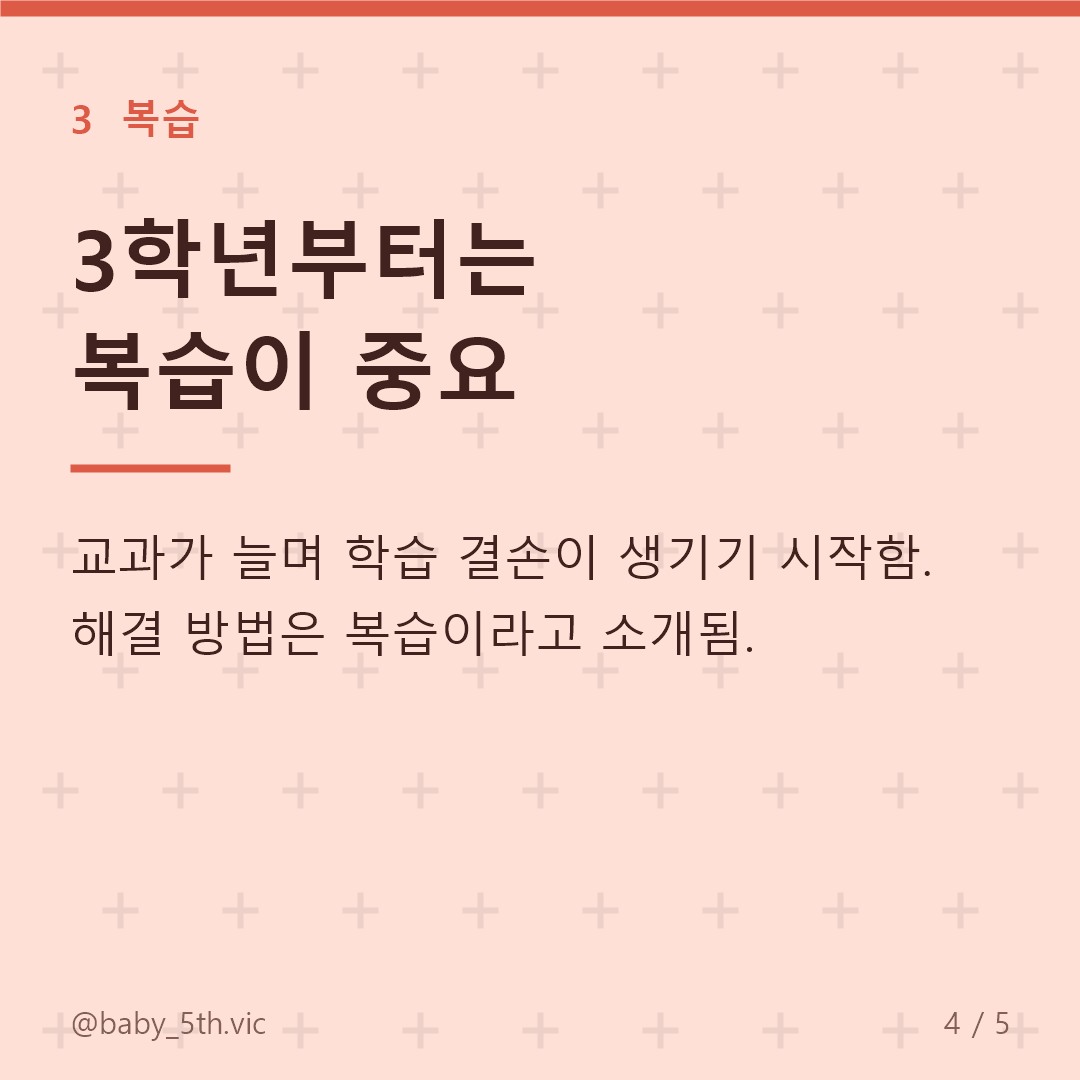 3 복습
3학년부터는
복습이 중요
교과가 늘며 학습 결손이 생기기 시작함.
해결 방법은 복습이라고 소개됨.
@baby_5th.vic
4 / 5